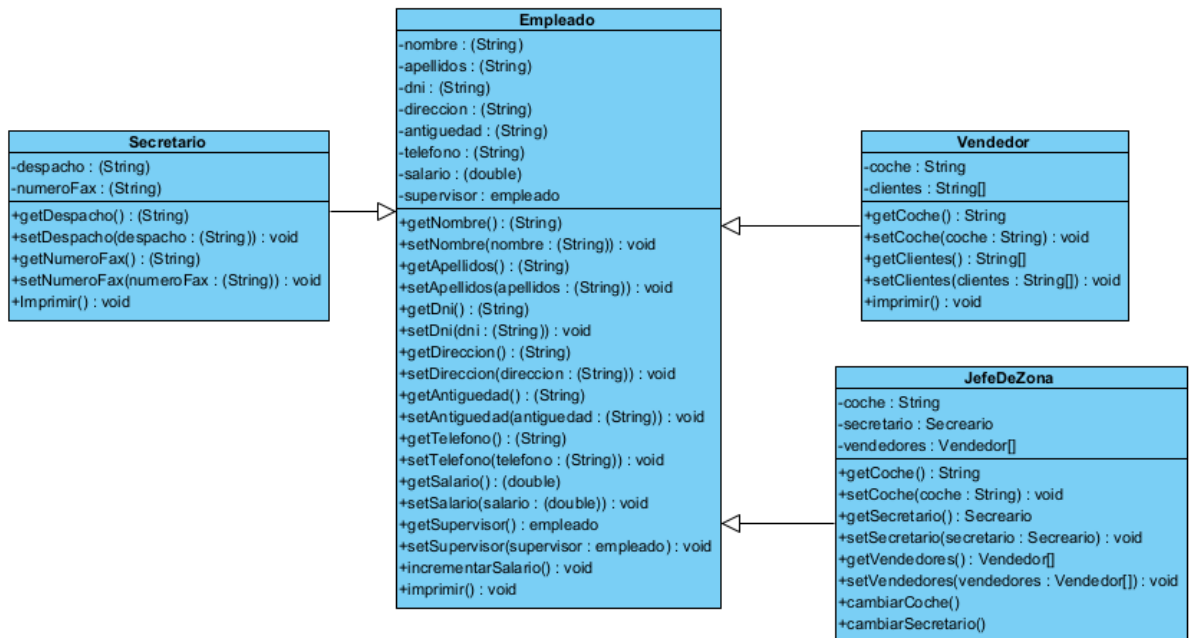 Empleado
-nombre : (String)
-apellidos : (String)
-dni : (String)
-direccion : (String)
-antiguedad : (String)
-telefono : (String)
-salario : (double)
-supervisor : empleado
+getNombre() : (String)
+setNombre(nombre : (String)) : void
+getApellidos() : (String)
+setApellidos(apellidos : (String)) : void
+getDni() : (String)
+setDni(dni : (String)) : void
+getDireccion() : (String)
+setDireccion(direccion : (String)) : void
+getAntiguedad() : (String)
+setAntiguedad(antiguedad : (String)) : void
+getTelefono() : (String)
+setTelefono(telefono : (String)) : void
+getSalario() : (double)
+setSalario(salario : (double)) : void
+getSupervisor() : empleado
+setSupervisor(supervisor : empleado) : void
+incrementarSalario() : void
+imprimir() : void
Secretario
-despacho : (String)
-numeroFax : (String)
+getDespacho() : (String)
+setDespacho(despacho : (String)) : void
+getNumeroFax() : (String)
+setNumeroFax(numeroFax : (String)) : void
+Imprimir() : void
Vendedor
-coche : String
-clientes : String[]
+getCoche() : String
+setCoche(coche : String) : void
+getClientes() : String[]
+setClientes(clientes : String[]) : void
+imprimir() : void
JefeDeZona
-coche : String
-secretario : Secreario
-vendedores : Vendedor[]
+getCoche() : String
+setCoche(coche : String) : void
+getSecretario() : Secreario
+setSecretario(secretario : Secreario) : void
+getVendedores() : Vendedor[]
+setVendedores(vendedores : Vendedor[]) : void
+cambiarCoche()
+cambiarSecretario()